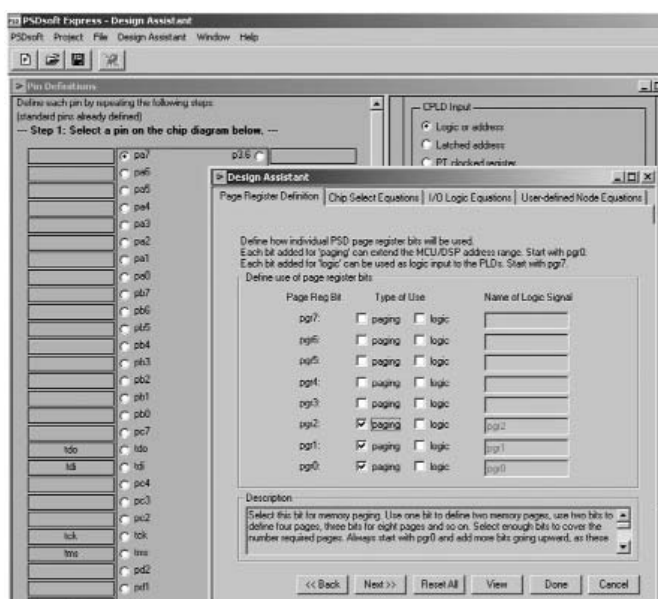 PSDsoft Express - Design Assistant
PSDsoft Project File Design Assistant Window Help
Pin Definitions
Define each pin by repeating the following steps:
(standard pins already defined)
--- Step 1: Select a pin on the chip diagram below. ---
pa7
p3.6
pa6
pa5
pa4
pa3
pa2
pa1
pa0
pb7
pb6
pb5
pb4
pb3
pb2
pb1
pb0
pc7
tdo tdo
tdi tdi
pc4
pc3
pc2
tck tck
tms tms
pd2
pd1
CPLD Input
Logic or address
Latched address
PT clocked register
Design Assistant
Page Register Definition Chip Select Equations I/O Logic Equations User-defined Node Equations
Define how individual PSD page register bits will be used.
Each bit added for 'paging' can extend the MCU/DSP address range. Start with pgr0.
Each bit added for 'logic' can be used as logic input to the PLDs. Start with pgr7.
Define use of page register bits
Page Reg Bit Type of Use Name of Logic Signal
pgr7: paging logic
pgr6: paging logic
pgr5: paging logic
pgr4: paging logic
pgr3: paging logic
pgr2: paging logic pgr2
pgr1: paging logic pgr1
pgr0: paging logic pgr0
Description
Select this bit for memory paging. Use one bit to define two memory pages, use two bits to
define four pages, three bits for eight pages and so on. Select enough bits to cover the
number required pages. Always start with pgr0 and add more bits going upward, as these
<< Back Next >> Reset All View Done Cancel